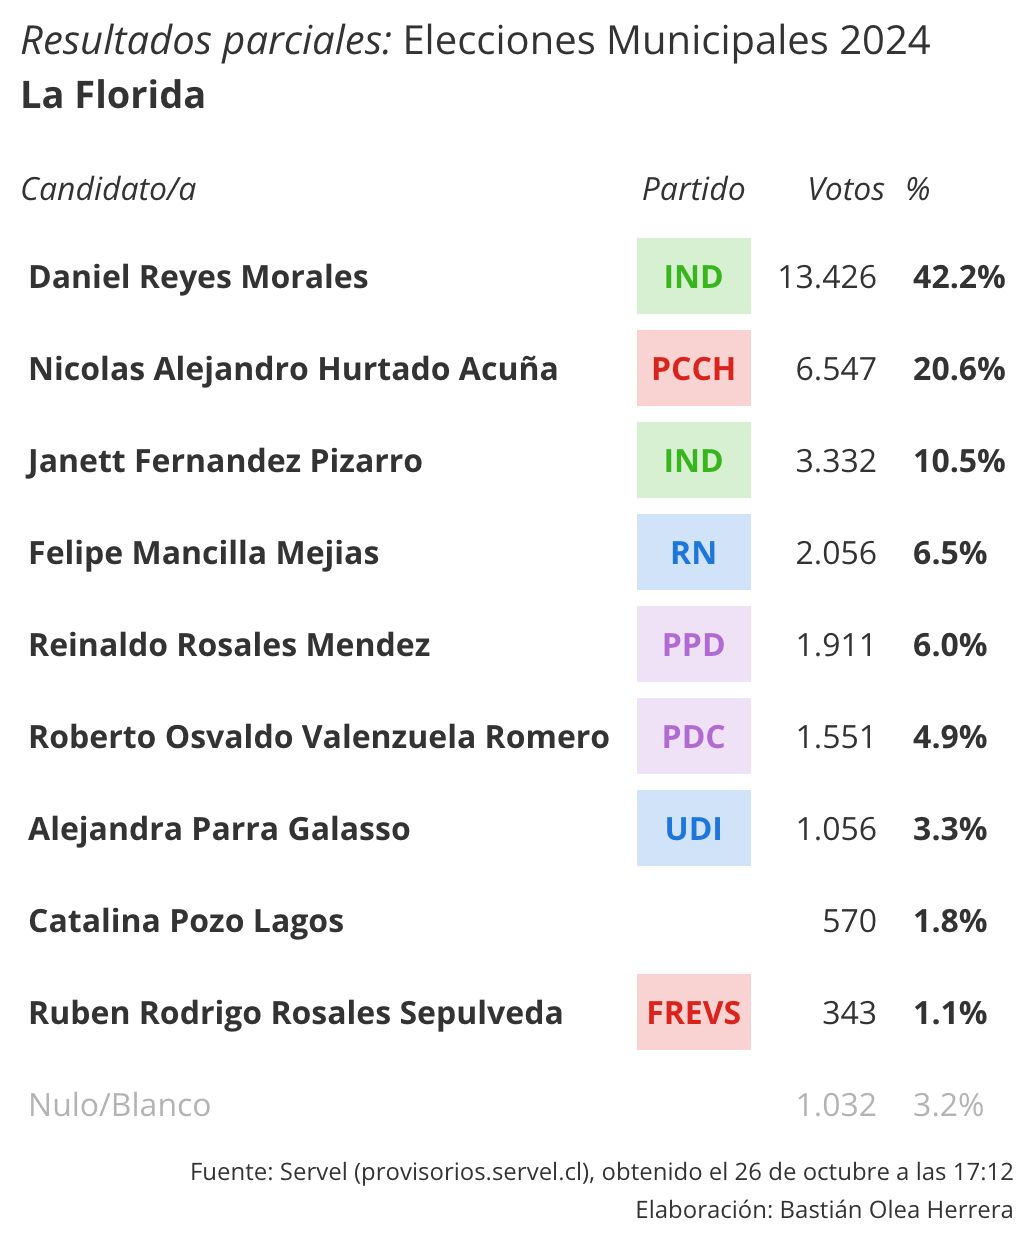 Resultados parciales: Elecciones Municipales 2024
La Florida
Candidato/a Partido Votos %
Daniel Reyes Morales IND 13.426 42.2%
Nicolas Alejandro Hurtado Acuña PCCH 6.547 20.6%
Janett Fernandez Pizarro IND 3.332 10.5%
Felipe Mancilla Mejias RN 2.056 6.5%
Reinaldo Rosales Mendez PPD 1.911 6.0%
Roberto Osvaldo Valenzuela Romero PDC 1.551 4.9%
Alejandra Parra Galasso UDI 1.056 3.3%
Catalina Pozo Lagos 570 1.8%
Ruben Rodrigo Rosales Sepulveda FREVS 343 1.1%
Nulo/Blanco 1.032 3.2%
Fuente: Servel (provisorios.servel.cl), obtenido el 26 de octubre a las 17:12
Elaboración: Bastián Olea Herrera